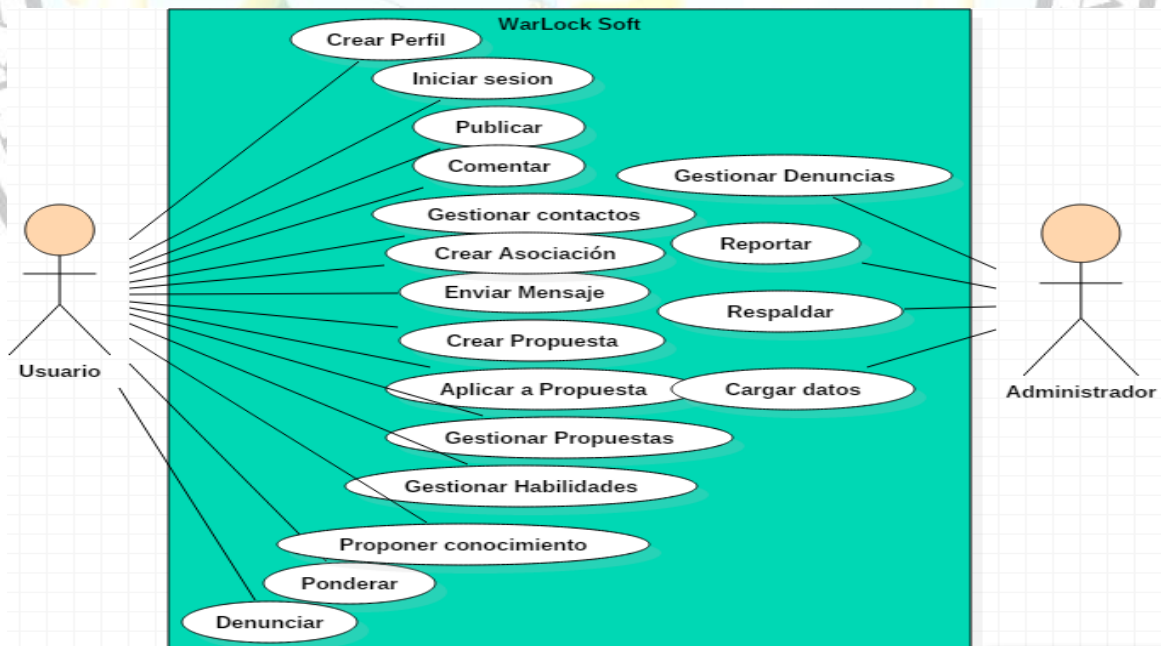 WarLock Soft
Crear Perfil
Iniciar sesion
Publicar
Comentar
Gestionar Denuncias
Gestionar contactos
Reportar
Crear Asociación
Enviar Mensaje
Respaldar
Crear Propuesta
Usuario
Aplicar a Propuesta
Cargar datos
Administrador
Gestionar Propuestas
Gestionar Habilidades
Proponer conocimiento
Ponderar
Denunciar